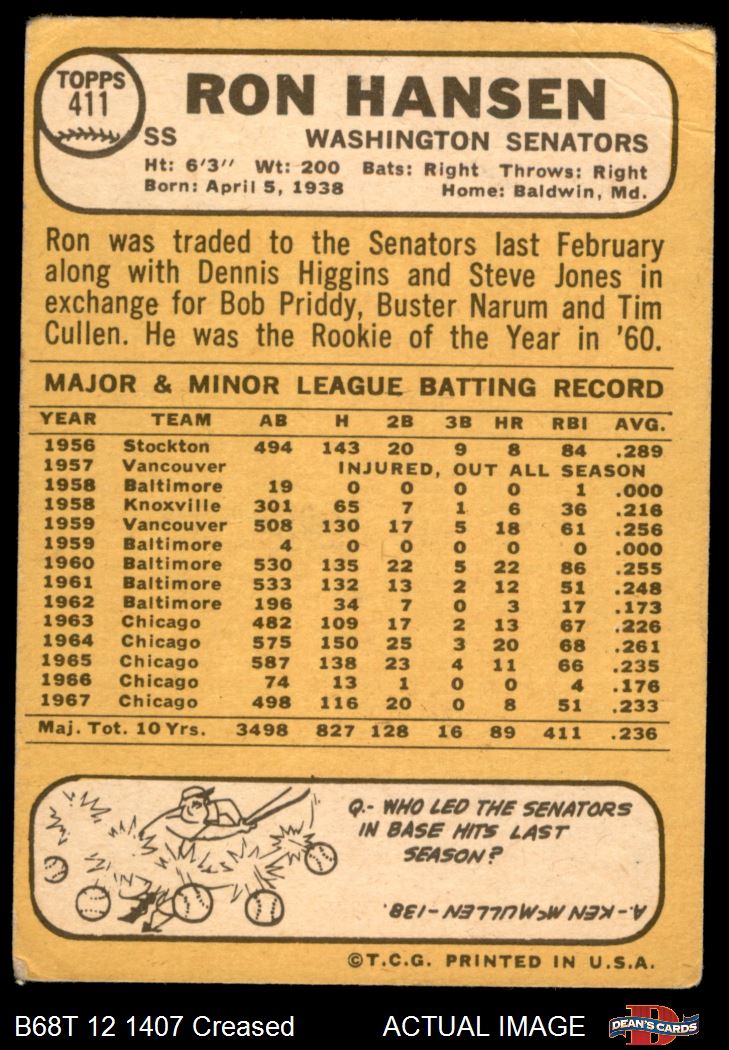 TOPPS
411
RON HANSEN
SS WASHINGTON SENATORS
Ht: 6'3" Wt: 200 Bats: Right Throws: Right
Born: April 5, 1938 Home: Baldwin, Md.
Ron was traded to the Senators last February
along with Dennis Higgins and Steve Jones in
exchange for Bob Priddy, Buster Narum and Tim
Cullen. He was the Rookie of the Year in '60.
MAJOR & MINOR LEAGUE BATTING RECORD
YEAR TEAM AB H 2B 3B HR RBI AVG.
1956 Stockton 494 143 20 9 8 84 .289
1957 Vancouver INJURED, OUT ALL SEASON
1958 Baltimore 19 0 0 0 0 1 .000
1958 Knoxville 301 65 7 1 6 36 .216
1959 Vancouver 508 130 17 5 18 61 .256
1959 Baltimore 4 0 0 0 0 0 .000
1960 Baltimore 530 135 22 5 22 86 .255
1961 Baltimore 533 132 13 2 12 51 .248
1962 Baltimore 196 34 7 0 3 17 .173
1963 Chicago 482 109 17 2 13 67 .226
1964 Chicago 575 150 25 3 20 68 .261
1965 Chicago 587 138 23 4 11 66 .235
1966 Chicago 74 13 1 0 0 4 .176
1967 Chicago 498 116 20 0 8 51 .233
Maj. Tot. 10 Yrs. 3498 827 128 16 89 411 .236
Q.- WHO LED THE SENATORS
IN BASE HITS LAST
SEASON?
A.- KEN McMULLEN - 138.
©T.C.G. PRINTED IN U.S.A.
B68T 12 1407 Creased ACTUAL IMAGE
D
DEAN'S CARDS